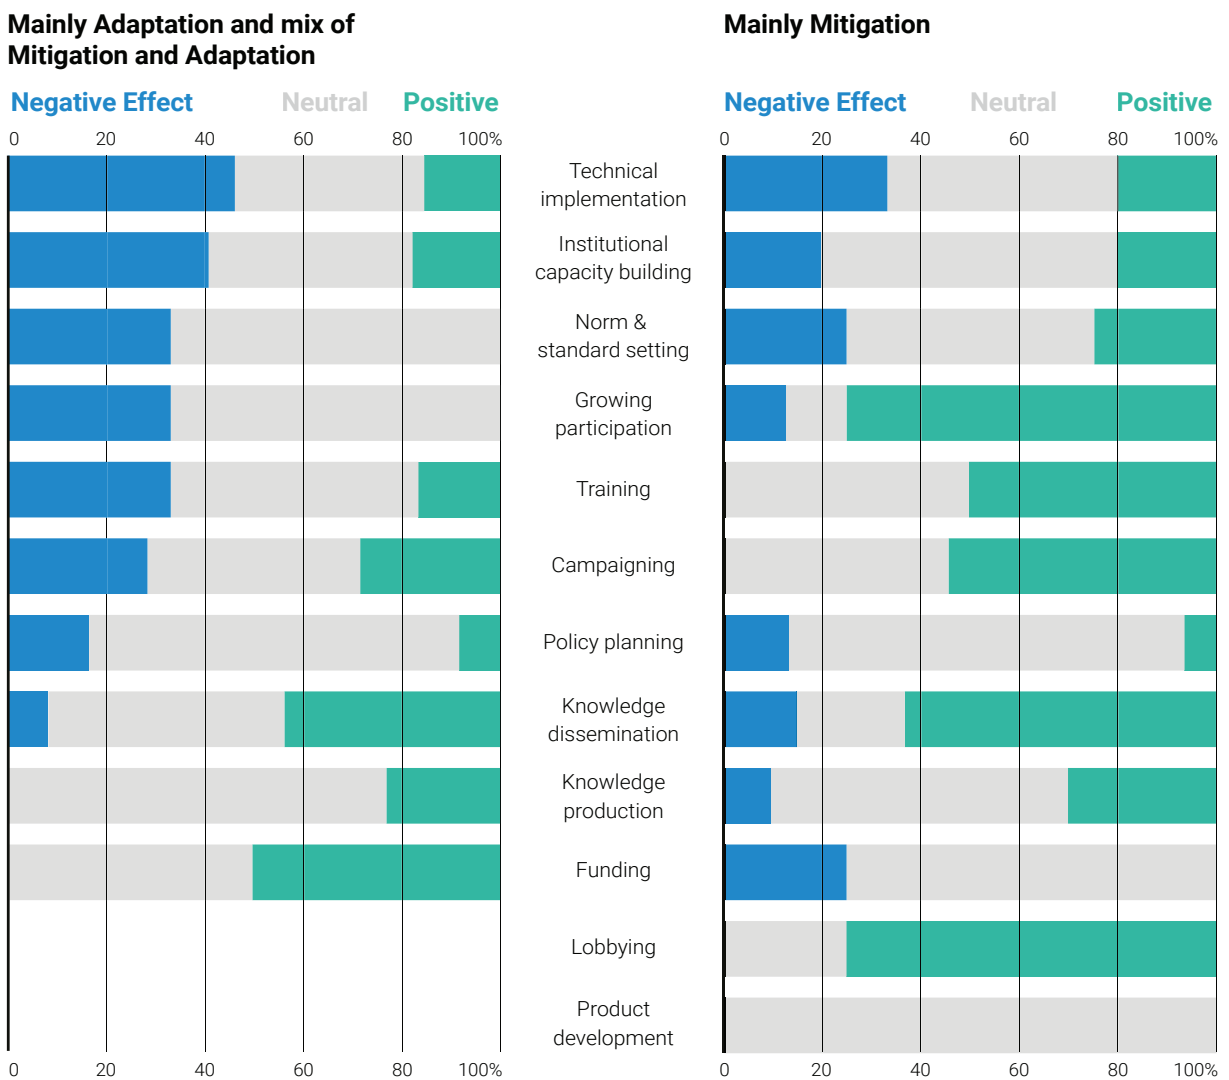 Mainly Adaptation and mix of
Mitigation and Adaptation
Mainly Mitigation
Negative Effect Neutral Positive
Negative Effect Neutral Positive
0 20 40 60 80 100%
0 20 40 60 80 100%
Technical
implementation
Institutional
capacity building
Norm &
standard setting
Growing
participation
Training
Campaigning
Policy planning
Knowledge
dissemination
Knowledge
production
Funding
Lobbying
Product
development
0 20 40 60 80 100%
0 20 40 60 80 100%